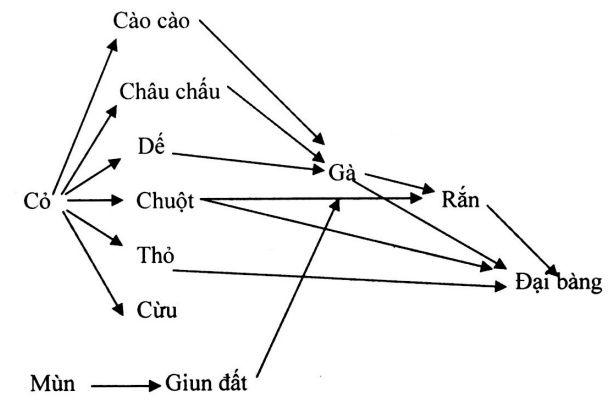 Cào cào
Châu chấu
Dế
Gà
Cỏ
Chuột
Rắn
Thỏ
Đại bàng
Cừu
Mùn
Giun đất